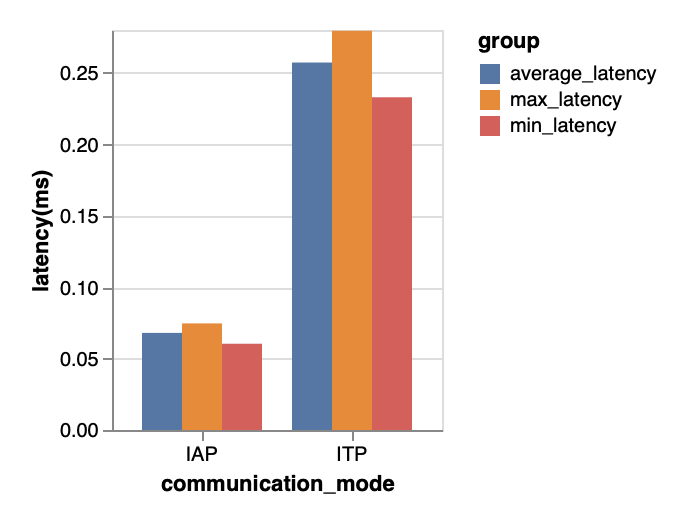 group
average_latency
max_latency
min_latency
latency(ms)
0.25
0.20
0.15
0.10
0.05
0.00
IAP
ITP
communication_mode